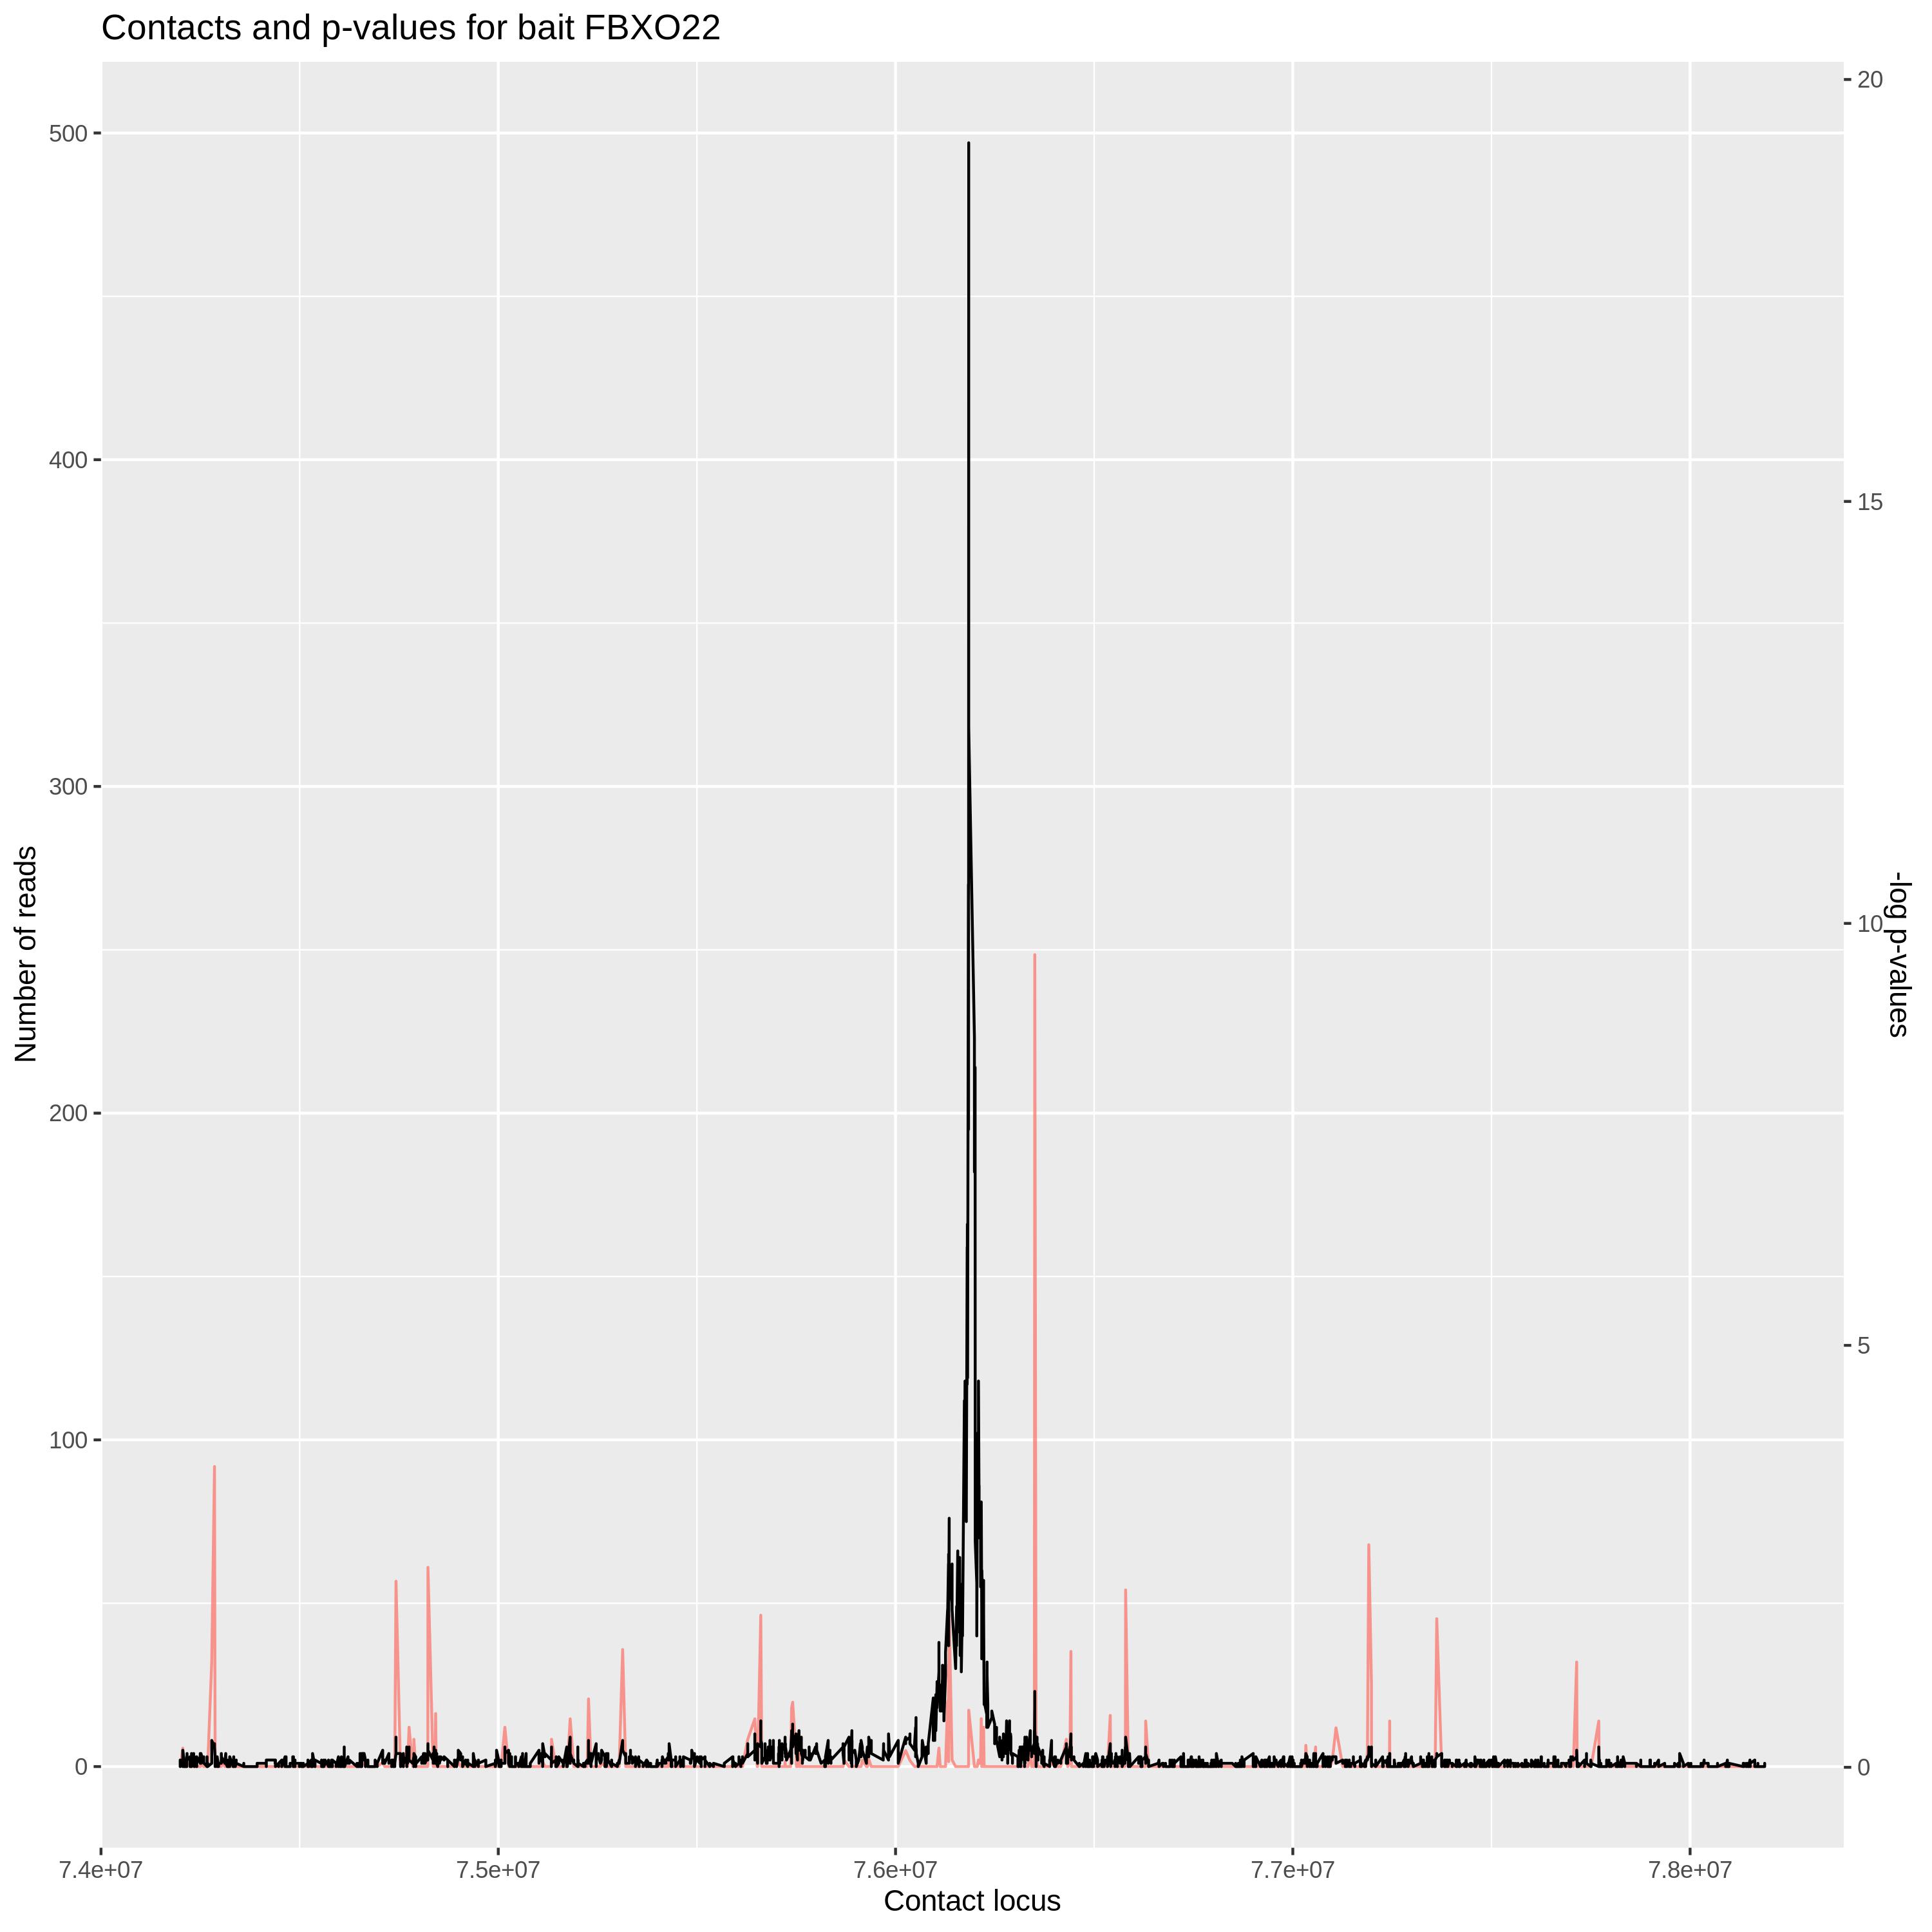 Contacts and p-values for bait FBXO22
500
400
300
200
100
0
Number of reads
20
15
10
5
0
-log p-values
7.4e+07 7.5e+07 7.6e+07 7.7e+07 7.8e+07
Contact locus